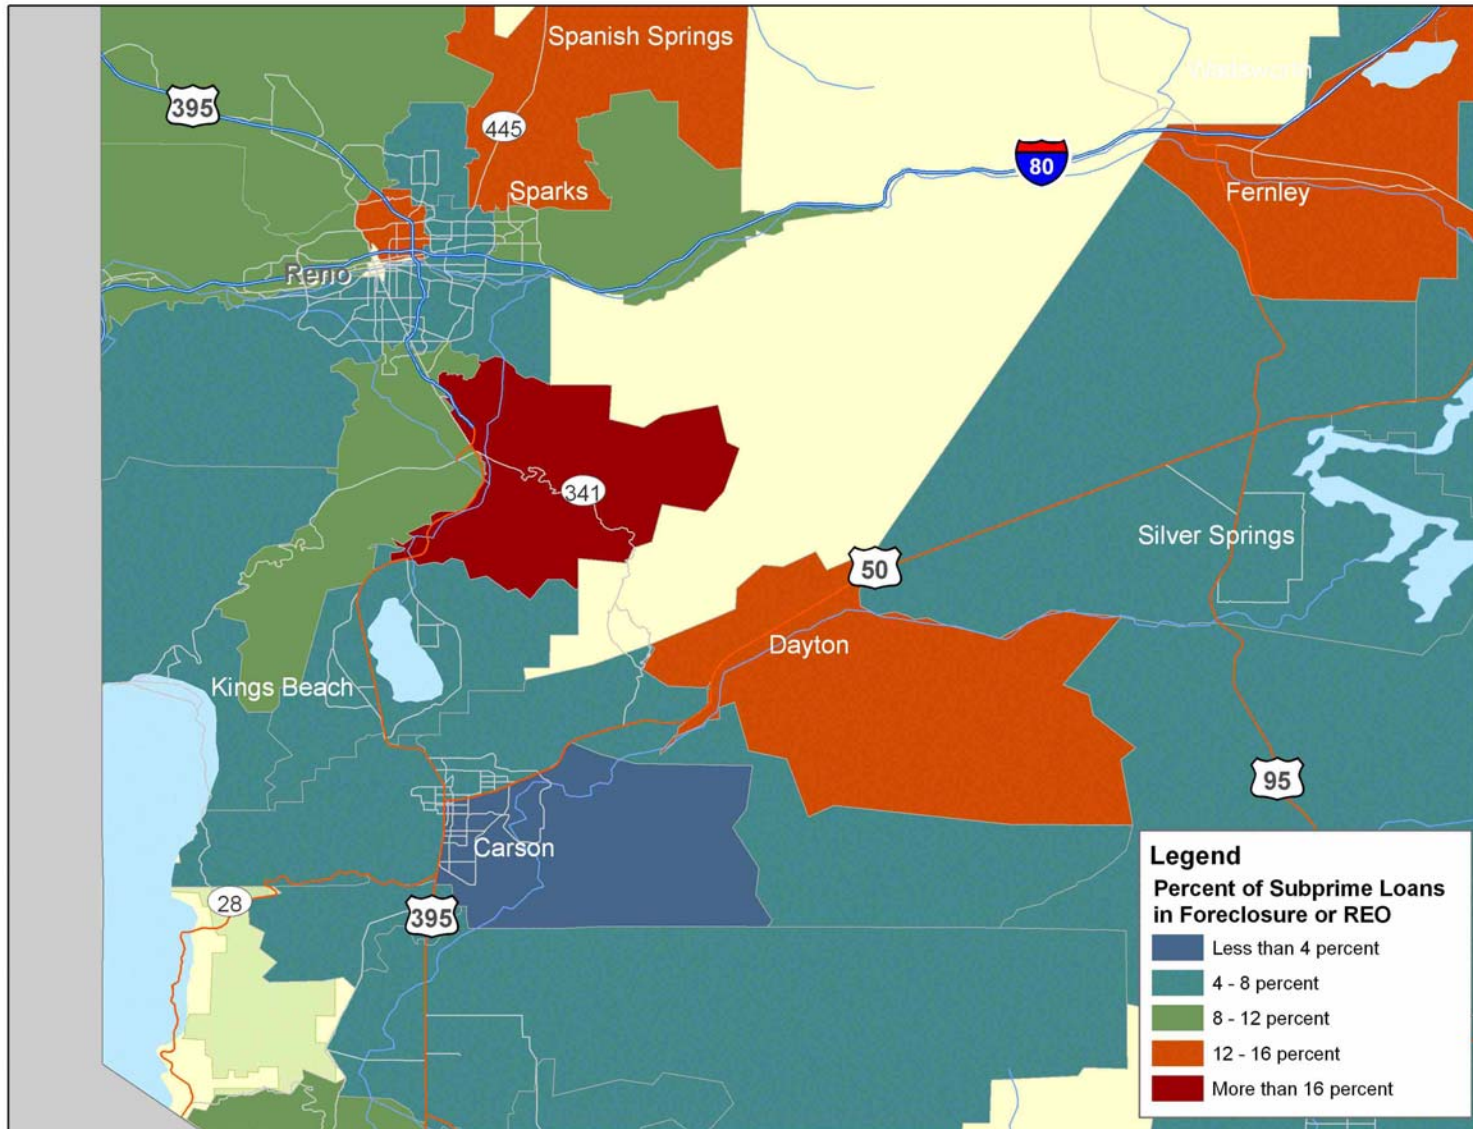 Spanish Springs
Wadsworth
395
445
80
Sparks
Fernley
Reno
341
Silver Springs
50
Dayton
Kings Beach
95
Carson
28
395
Legend
Percent of Subprime Loans
in Foreclosure or REO
Less than 4 percent
4 - 8 percent
8 - 12 percent
12 - 16 percent
More than 16 percent